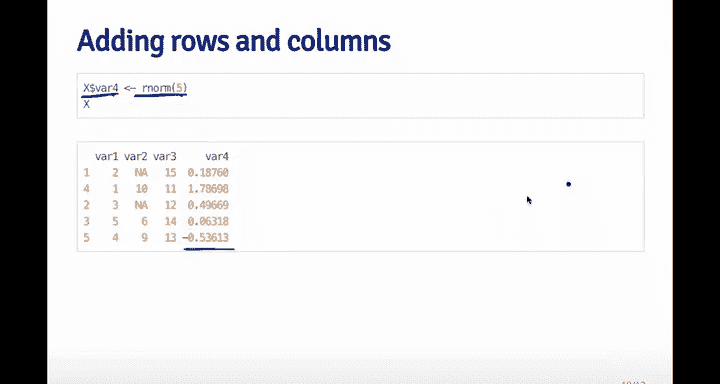 Adding rows and columns
X$var4 <- rnorm(5)
X
var1 var2 var3 var4
1 2 NA 15 0.18760
4 1 10 11 1.78698
2 3 NA 12 0.49669
3 5 6 14 0.06318
5 4 9 13 -0.53613